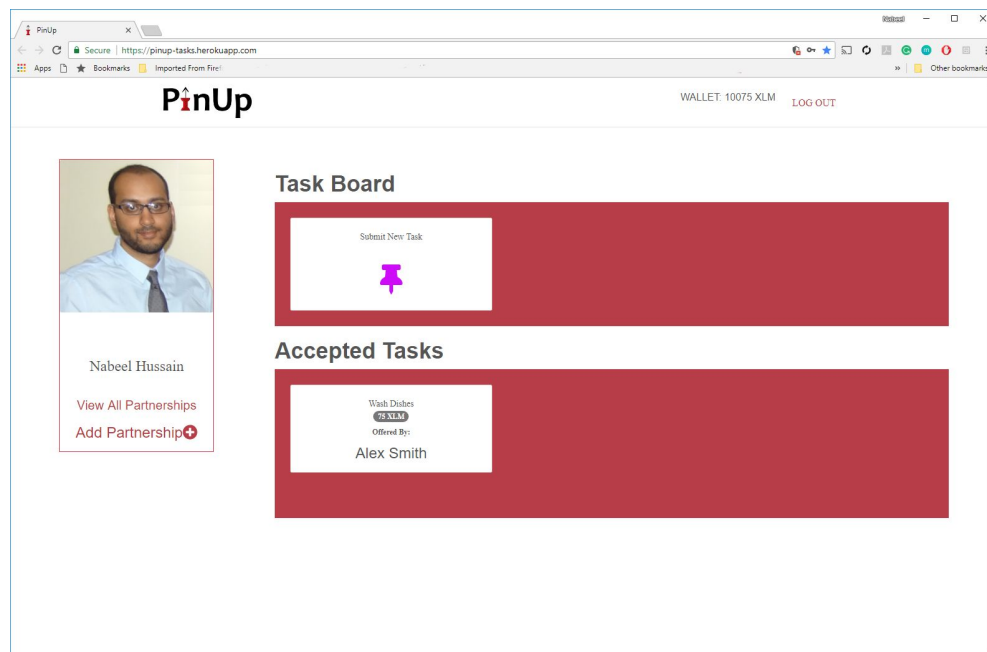 PinUp
Nabeel
Secure | https://pinup-tasks.herokuapp.com
Apps Bookmarks Imported From Firef
» Other bookmarks
PinUp
WALLET: 10075 XLM
LOG OUT
Task Board
Submit New Task
Accepted Tasks
Wash Dishes
75 XLM
Offered By:
Alex Smith
Nabeel Hussain
View All Partnerships
Add Partnership